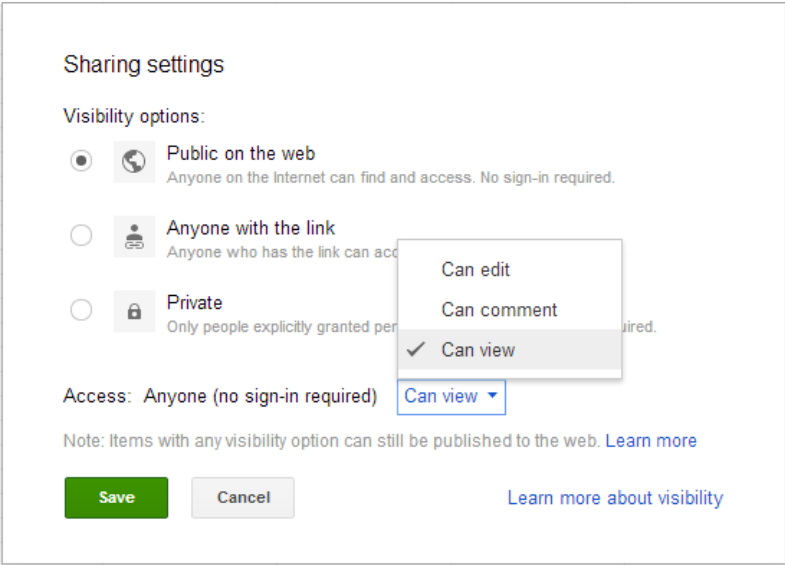 Sharing settings
Visibility options:
Public on the web
Anyone on the Internet can find and access. No sign-in required.
Anyone with the link
Anyone who has the link can
Private
Only people explicitly granted
Can edit
Can comment
Can view
Access: Anyone (no sign-in required) Can view
Note: Items with any visibility option can still be published to the web. Learn more
Save Cancel Learn more about visibility